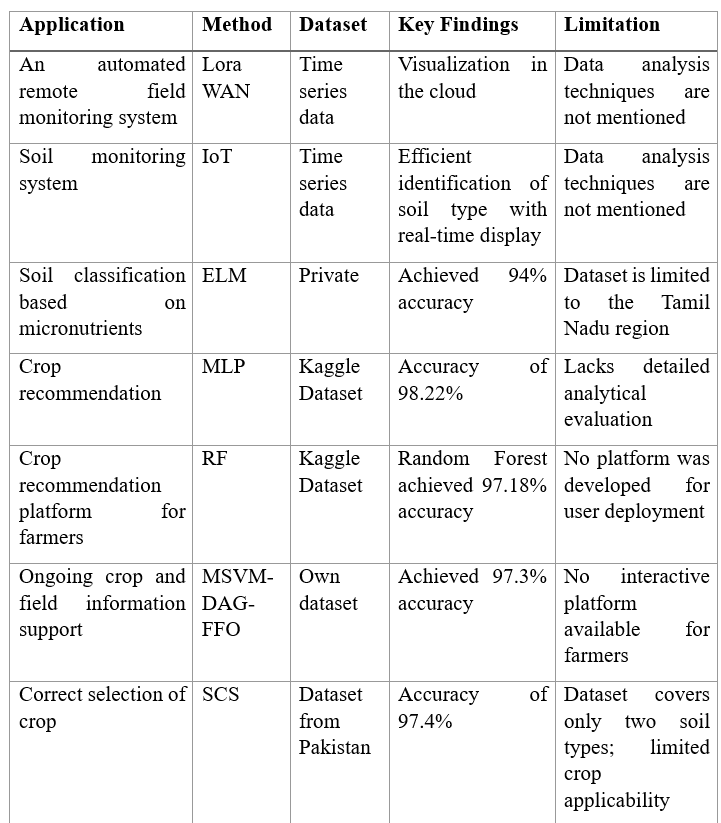 Application Method Dataset Key Findings Limitation
An automated remote field monitoring system
Lora WAN
Time series data
Visualization in the cloud
Data analysis techniques are not mentioned
Soil monitoring system
IoT
Time series data
Efficient identification of soil type with real-time display
Data analysis techniques are not mentioned
Soil classification based on micronutrients
ELM
Private
Achieved 94% accuracy
Dataset is limited to the Tamil Nadu region
Crop recommendation
MLP
Kaggle Dataset
Accuracy of 98.22%
Lacks detailed analytical evaluation
Crop recommendation platform for farmers
RF
Kaggle Dataset
Random Forest achieved 97.18% accuracy
No platform was developed for user deployment
Ongoing crop and field information support
MSVM-DAG-FFO
Own dataset
Achieved 97.3% accuracy
No interactive platform available for farmers
Correct selection of crop
SCS
Dataset from Pakistan
Accuracy of 97.4%
Dataset covers only two soil types; limited crop applicability